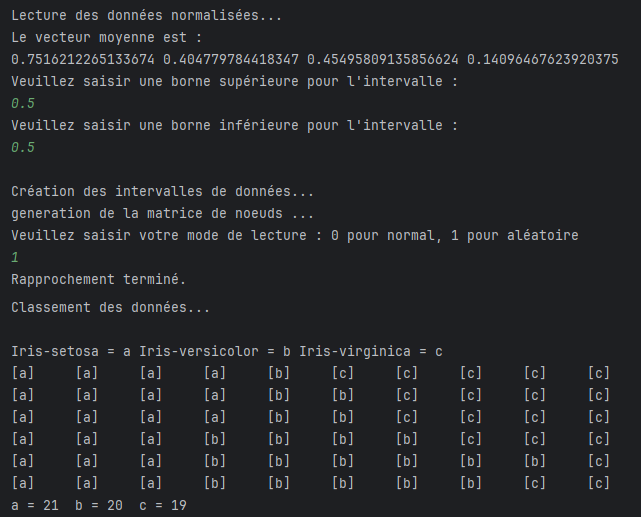 Lecture des données normalisées...
Le vecteur moyenne est :
0.7516212265133674 0.404779784418347 0.45495809135856624 0.14096467623920375
Veuillez saisir une borne supérieure pour l'intervalle :
0.5
Veuillez saisir une borne inférieure pour l'intervalle :
0.5
Création des intervalles de données...
generation de la matrice de noeuds ...
Veuillez saisir votre mode de lecture : 0 pour normal, 1 pour aléatoire
1
Rapprochement terminé.
Classement des données...
Iris-setosa = a Iris-versicolor = b Iris-virginica = c
[a] [a] [a] [a] [b] [c] [c] [c] [c] [c]
[a] [a] [a] [a] [b] [b] [c] [c] [c] [c]
[a] [a] [a] [a] [b] [b] [c] [c] [c] [c]
[a] [a] [a] [b] [b] [b] [b] [c] [c] [c]
[a] [a] [a] [b] [b] [b] [b] [b] [b] [c]
[a] [a] [a] [b] [b] [b] [b] [b] [c] [c]
a = 21 b = 20 c = 19